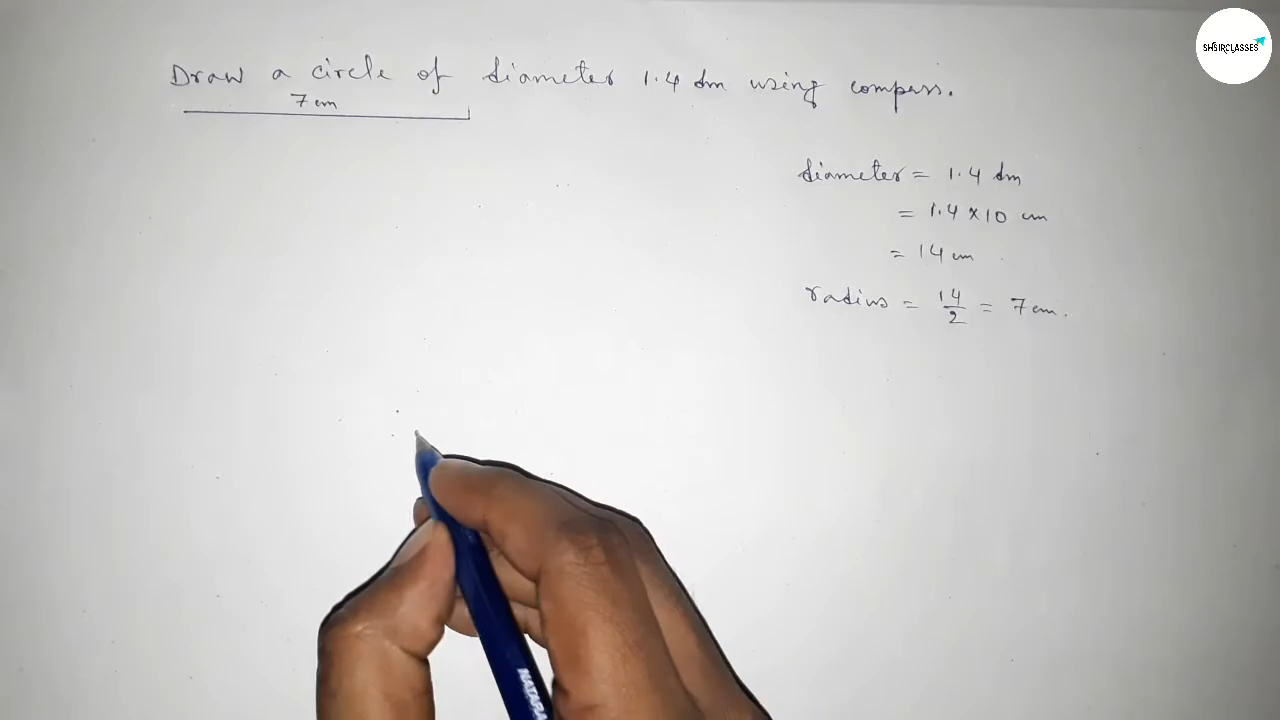 SHSIRCLASSES
Draw a circle of diameter 1.4 dm using compass.
7 cm
diameter = 1.4 dm
= 1.4 × 10 cm
= 14 cm
radius = 14/2 = 7 cm.
NATARA